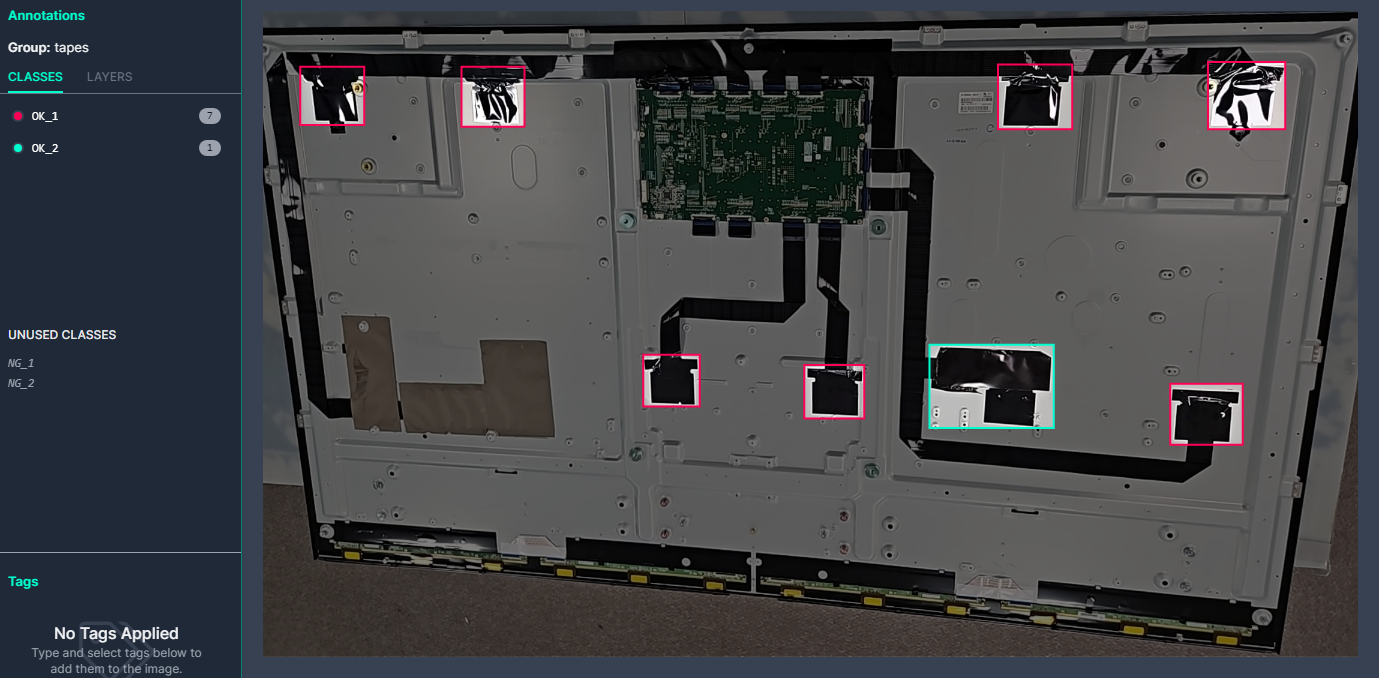 Annotations
Group: tapes
CLASSES LAYERS
OK_1 7
OK_2 1
UNUSED CLASSES
NG_1
NG_2
Tags
No Tags Applied
Type and select tags below to
add them to the image.